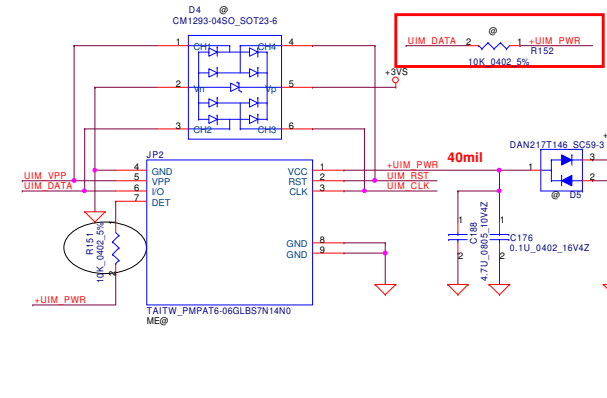 D4 @
CM1293-04SO_SOT23-6
1 CH1 CH4 4
2 Vn Vp 5
3 CH2 CH3 6
+3VS
@
UIM_DATA 2 1 +UIM_PWR
R152
10K_0402_5%
DAN217T146_SC59-3
1 3
2
@ D5
JP2
UIM_VPP
UIM_DATA
4 GND
5 VPP
6 I/O
7 DET
VCC 1 +UIM_PWR
RST 2 UIM_RST
CLK 3 UIM_CLK
40mil
GND 8
GND 9
1 2
R151
10K_0402_5%
+UIM_PWR
1 2
C188
4.7U_0805_10V4Z
1 2
C176
0.1U_0402_16V4Z
TAITW_PMPAT6-06GLBS7N14N0
ME@